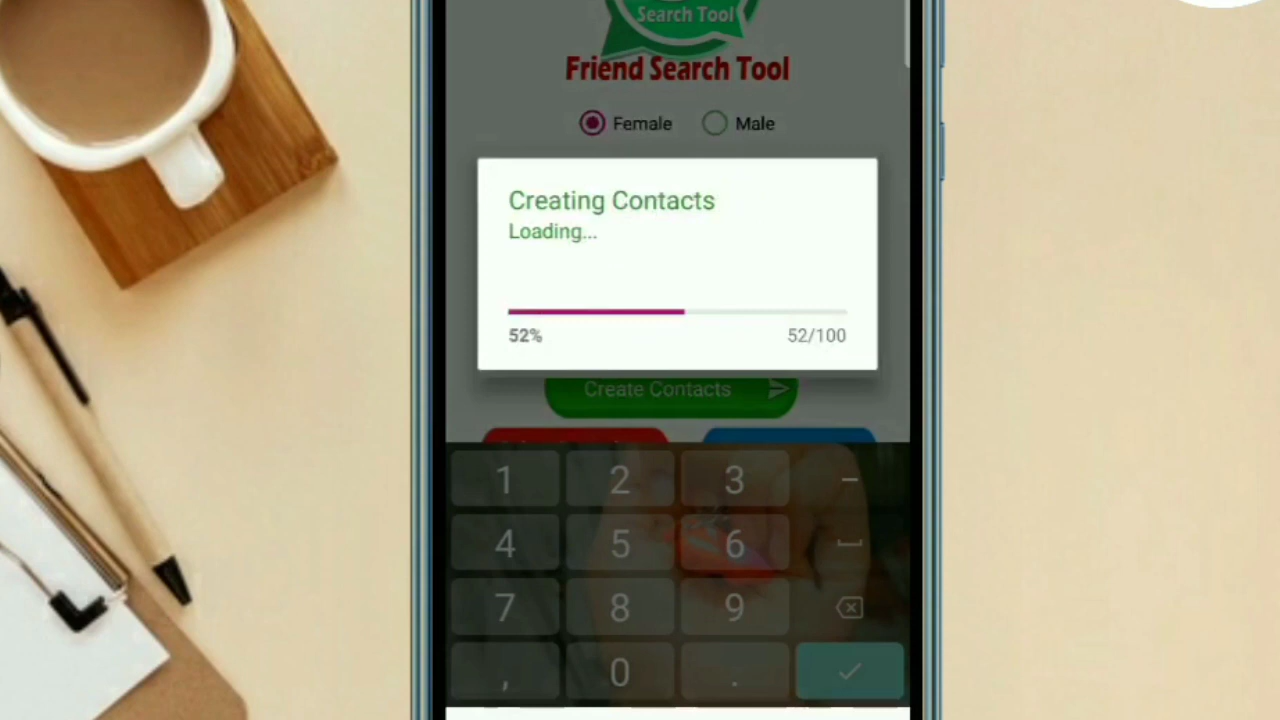 Search Tool
Friend Search Tool
Female Male
Creating Contacts
Loading...
52% 52/100
Create Contacts
1 2 3 -
4 5 6
7 8 9
, 0 .